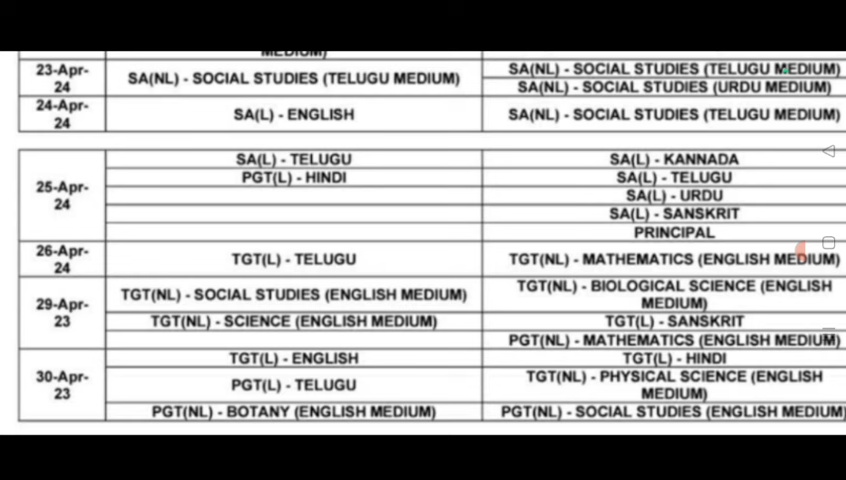 MEDIUM)
23-Apr-
24
SA(NL) - SOCIAL STUDIES (TELUGU MEDIUM)
SA(NL) - SOCIAL STUDIES (TELUGU MEDIUM)
SA(NL) - SOCIAL STUDIES (URDU MEDIUM)
24-Apr-
24
SA(L) - ENGLISH
SA(NL) - SOCIAL STUDIES (TELUGU MEDIUM)
25-Apr-
24
SA(L) - TELUGU
SA(L) - KANNADA
PGT(L) - HINDI
SA(L) - TELUGU
SA(L) - URDU
SA(L) - SANSKRIT
PRINCIPAL
26-Apr-
24
TGT(L) - TELUGU
TGT(NL) - MATHEMATICS (ENGLISH MEDIUM)
29-Apr-
23
TGT(NL) - SOCIAL STUDIES (ENGLISH MEDIUM)
TGT(NL) - BIOLOGICAL SCIENCE (ENGLISH
MEDIUM)
TGT(NL) - SCIENCE (ENGLISH MEDIUM)
TGT(L) - SANSKRIT
PGT(NL) - MATHEMATICS (ENGLISH MEDIUM)
30-Apr-
23
TGT(L) - ENGLISH
TGT(L) - HINDI
PGT(L) - TELUGU
TGT(NL) - PHYSICAL SCIENCE (ENGLISH
MEDIUM)
PGT(NL) - BOTANY (ENGLISH MEDIUM)
PGT(NL) - SOCIAL STUDIES (ENGLISH MEDIUM)